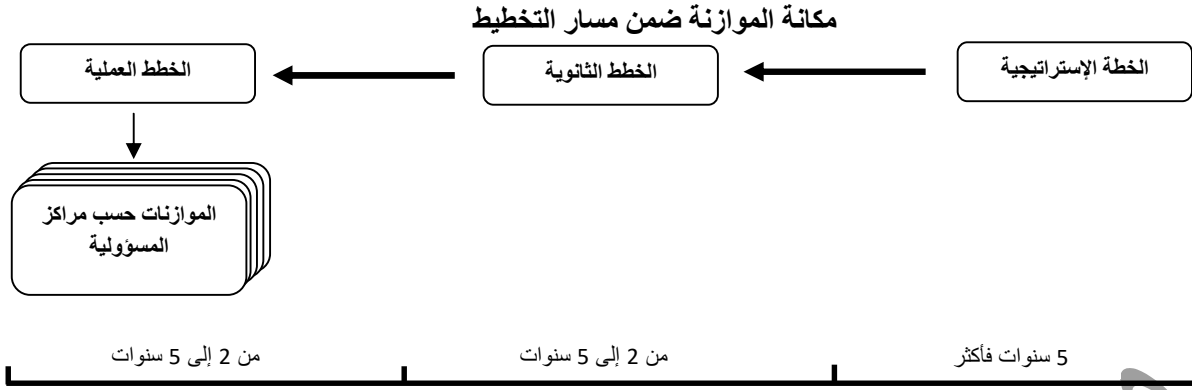 مكانة الموازنة ضمن مسار التخطيط
الخطة الإستراتيجية
الخطط الثانوية
الخطط العملية
الموازنات حسب مراكز
المسؤولية
5 سنوات فأكثر
من 2 إلى 5 سنوات
من 2 إلى 5 سنوات